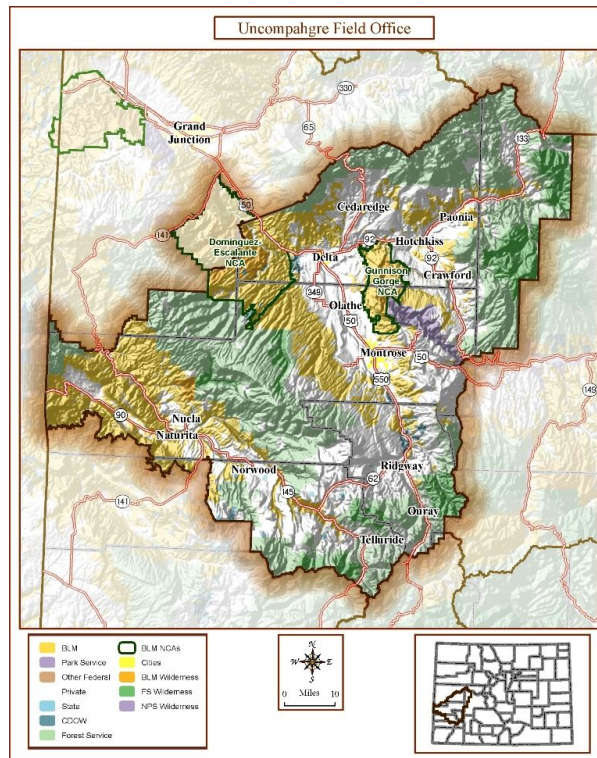 Uncompahgre Field Office
330
Grand
Junction
65
133
Cedaredge
50
Paonia
141
92
Hotchkiss
Dominguez-
Escalante
NCA
Delta
92
Gunnison
Gorge
NCA
Crawford
348
Olathe
50
Montrose
50
550
149
90
Nucla
Naturita
Norwood
Ridgway
62
145
141
Ouray
Telluride
BLM
Park Service
Other Federal
Private
State
CDOW
Forest Service
BLM NCAs
Cities
BLM Wilderness
FS Wilderness
NPS Wilderness
N
W E
S
Miles
0 10